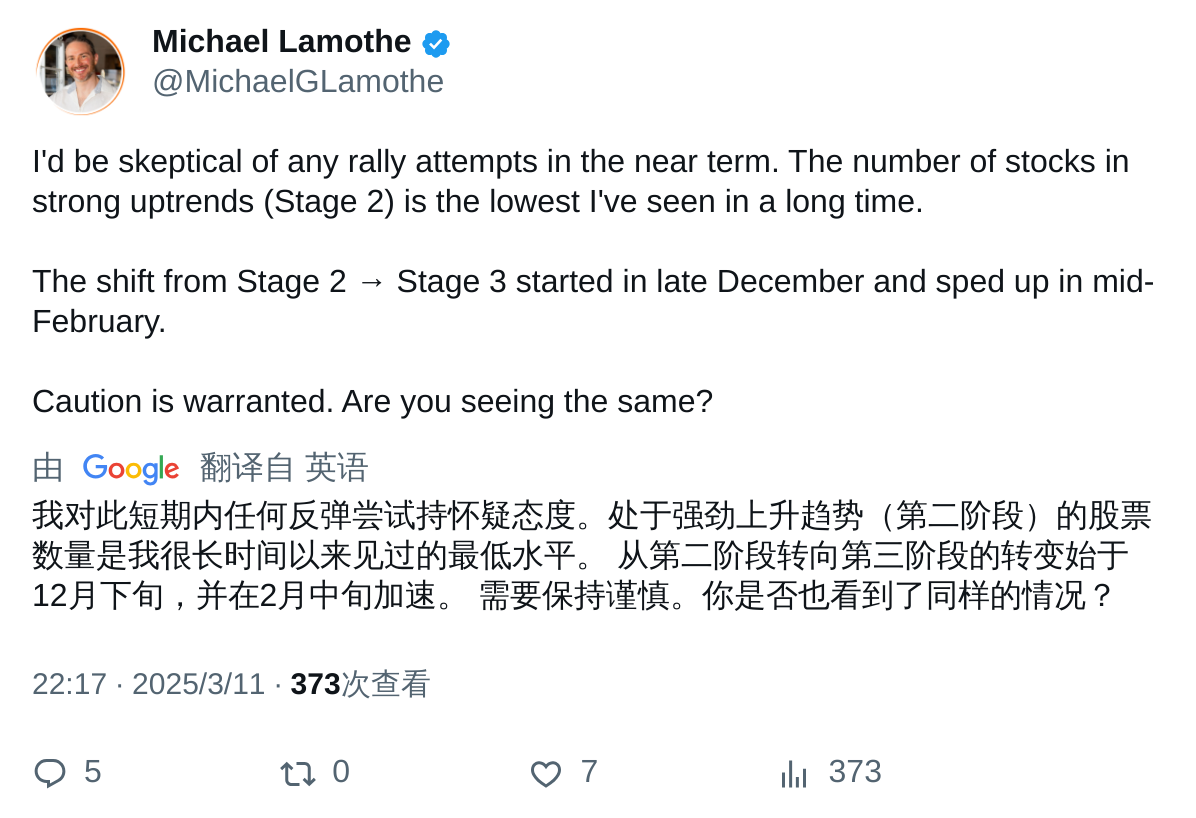 Michael Lamothe
@MichaelGLamothe
I'd be skeptical of any rally attempts in the near term. The number of stocks in
strong uptrends (Stage 2) is the lowest I've seen in a long time.
The shift from Stage 2 → Stage 3 started in late December and sped up in mid-
February.
Caution is warranted. Are you seeing the same?
由 Google 翻译自 英语
我对此短期内任何反弹尝试持怀疑态度。处于强劲上升趋势（第二阶段）的股票
数量是我很长时间以来见过的最低水平。 从第二阶段转向第三阶段的转变始于
12月下旬，并在2月中旬加速。 需要保持谨慎。你是否也看到了同样的情况？
22:17 · 2025/3/11 · 373次查看
5 0 7 373